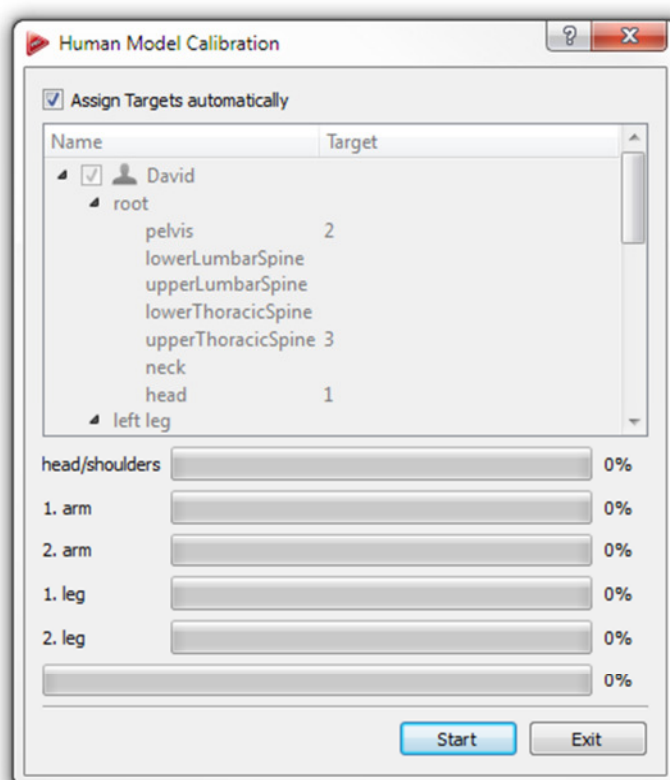 Human Model Calibration
Assign Targets automatically
Name Target
David
root
pelvis 2
lowerLumbarSpine
upperLumbarSpine
lowerThoracicSpine
upperThoracicSpine 3
neck
head 1
left leg
head/shoulders 0%
1. arm 0%
2. arm 0%
1. leg 0%
2. leg 0%
0%
Start Exit